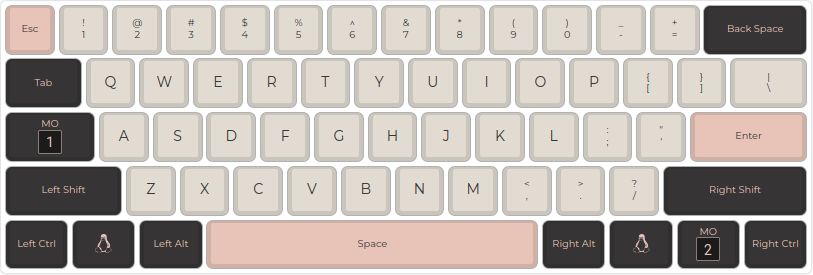 Esc ! 1 @ 2 # 3 $ 4 % 5 ^ 6 & 7 * 8 ( 9 ) 0 _ - + = Back Space
Tab Q W E R T Y U I O P { [ } ] | \
MO 1 A S D F G H J K L : ; " ' Enter
Left Shift Z X C V B N M < , > . ? / Right Shift
Left Ctrl Left Alt Space Right Alt MO 2 Right Ctrl